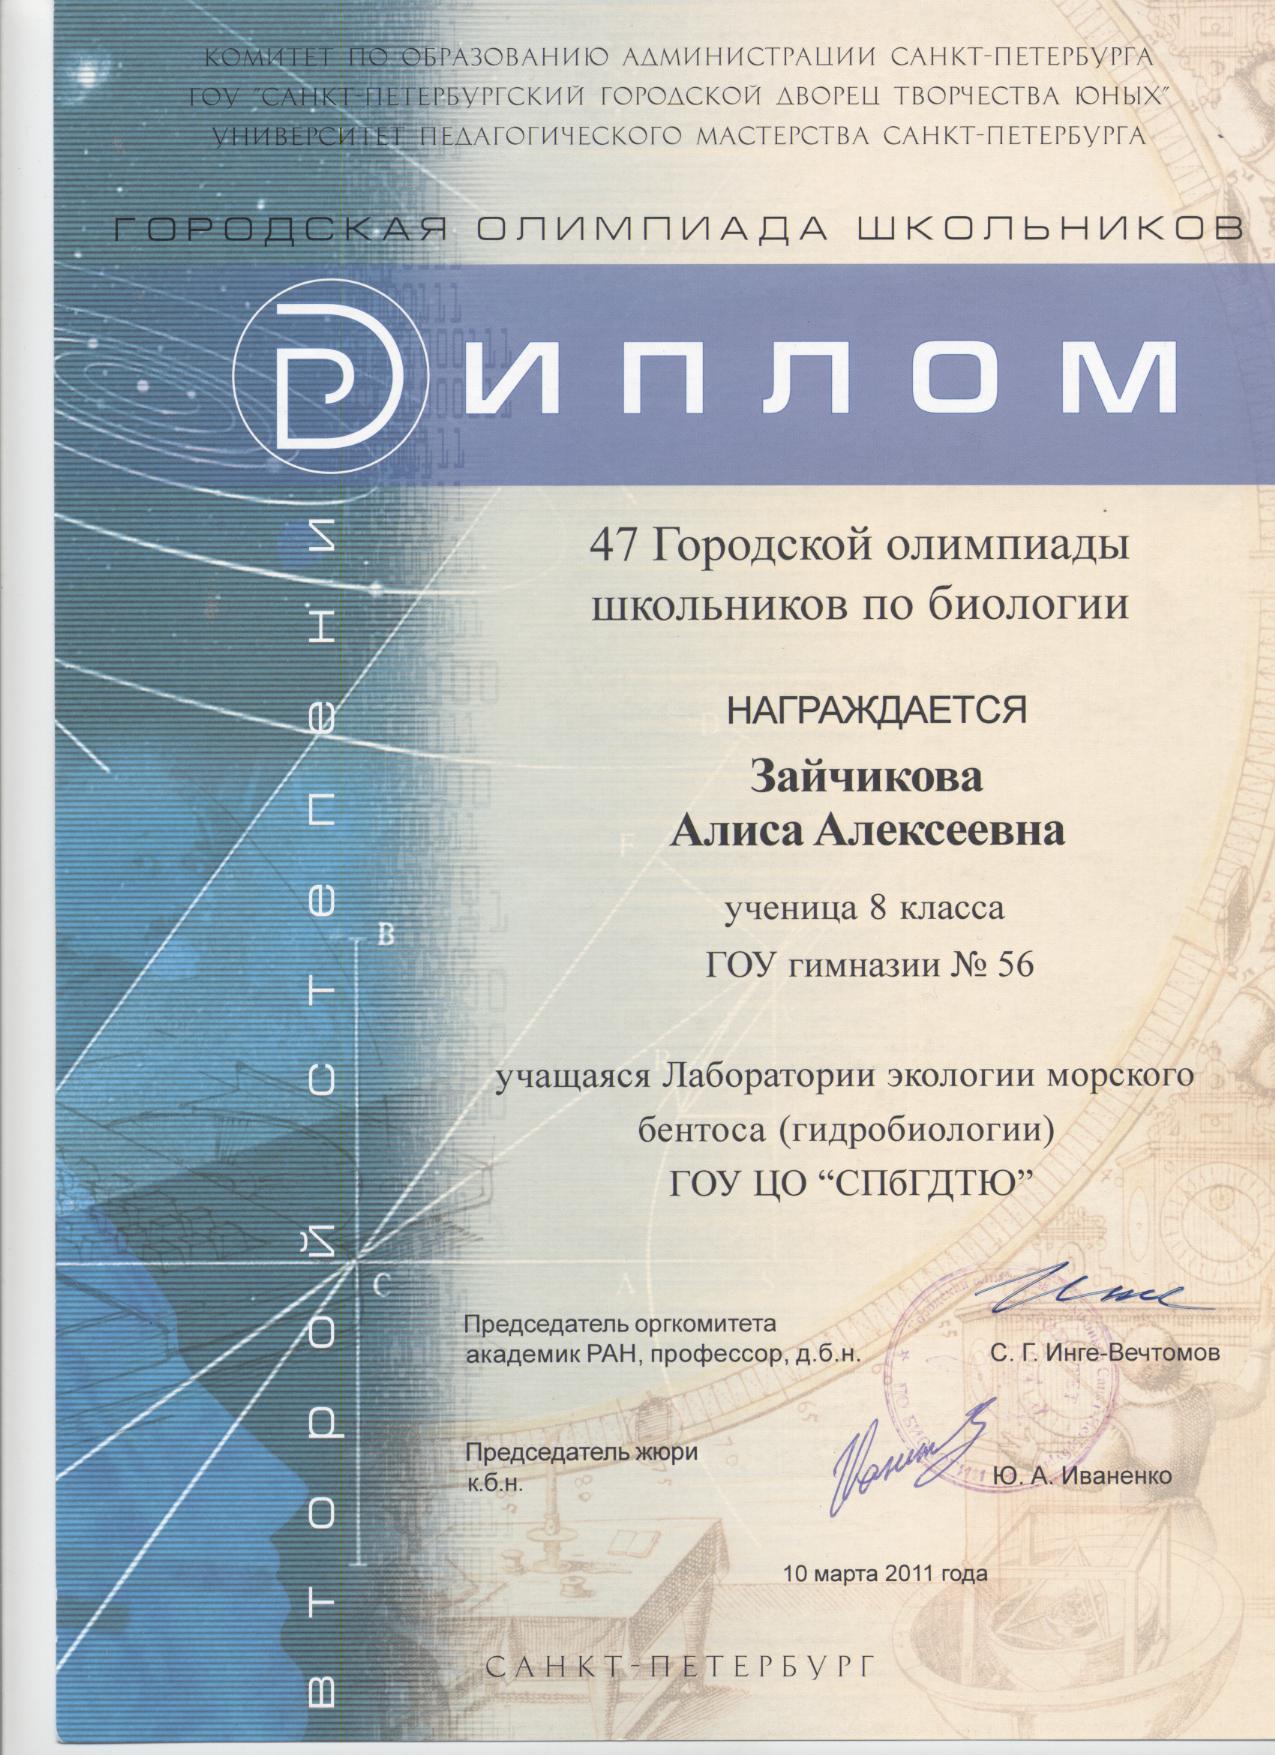 КОМИТЕТ ПО ОБРАЗОВАНИЮ АДМИНИСТРАЦИИ САНКТ-ПЕТЕРБУРГА
ГОУ "САНКТ-ПЕТЕРБУРГСКИЙ ГОРОДСКОЙ ДВОРЕЦ ТВОРЧЕСТВА ЮНЫХ"
УНИВЕРСИТЕТ ПЕДАГОГИЧЕСКОГО МАСТЕРСТВА САНКТ-ПЕТЕРБУРГА
ГОРОДСКАЯ ОЛИМПИАДА ШКОЛЬНИКОВ
ДИПЛОМ
второй степени
47 Городской олимпиады
школьников по биологии
НАГРАЖДАЕТСЯ
Зайчикова
Алиса Алексеевна
ученица 8 класса
ГОУ гимназии № 56
учащаяся Лаборатории экологии морского
бентоса (гидробиологии)
ГОУ ЦО “СПбГДТЮ”
B
C
Председатель оргкомитета
академик РАН, профессор, д.б.н.
С. Г. Инге-Вечтомов
Председатель жюри
к.б.н.
Ю. А. Иваненко
10 марта 2011 года
САНКТ-ПЕТЕРБУРГ